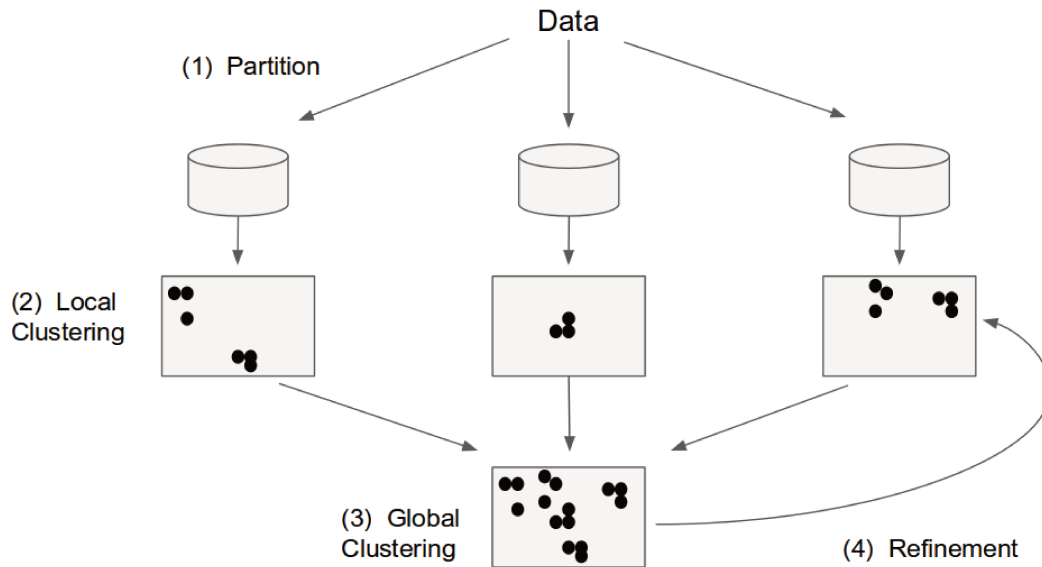 Data
(1) Partition
(2) Local
Clustering
(3) Global
Clustering
(4) Refinement